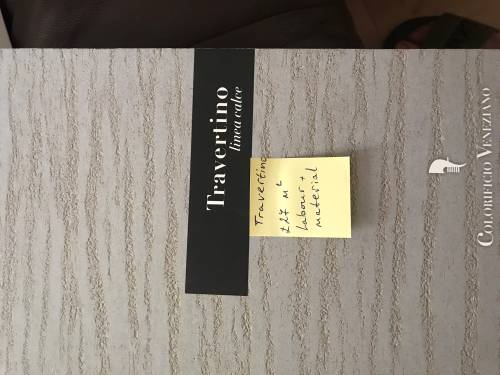 Travertino
linea calce
Travertino
£27 M²
Labour +
material
COLORIFICIO VENEZIANO